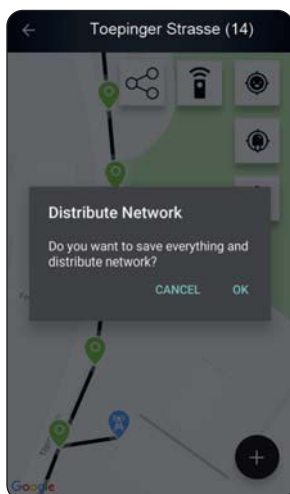 Toepinger Strasse (14)
Distribute Network
Do you want to save everything and
distribute network?
CANCEL
OK
Google